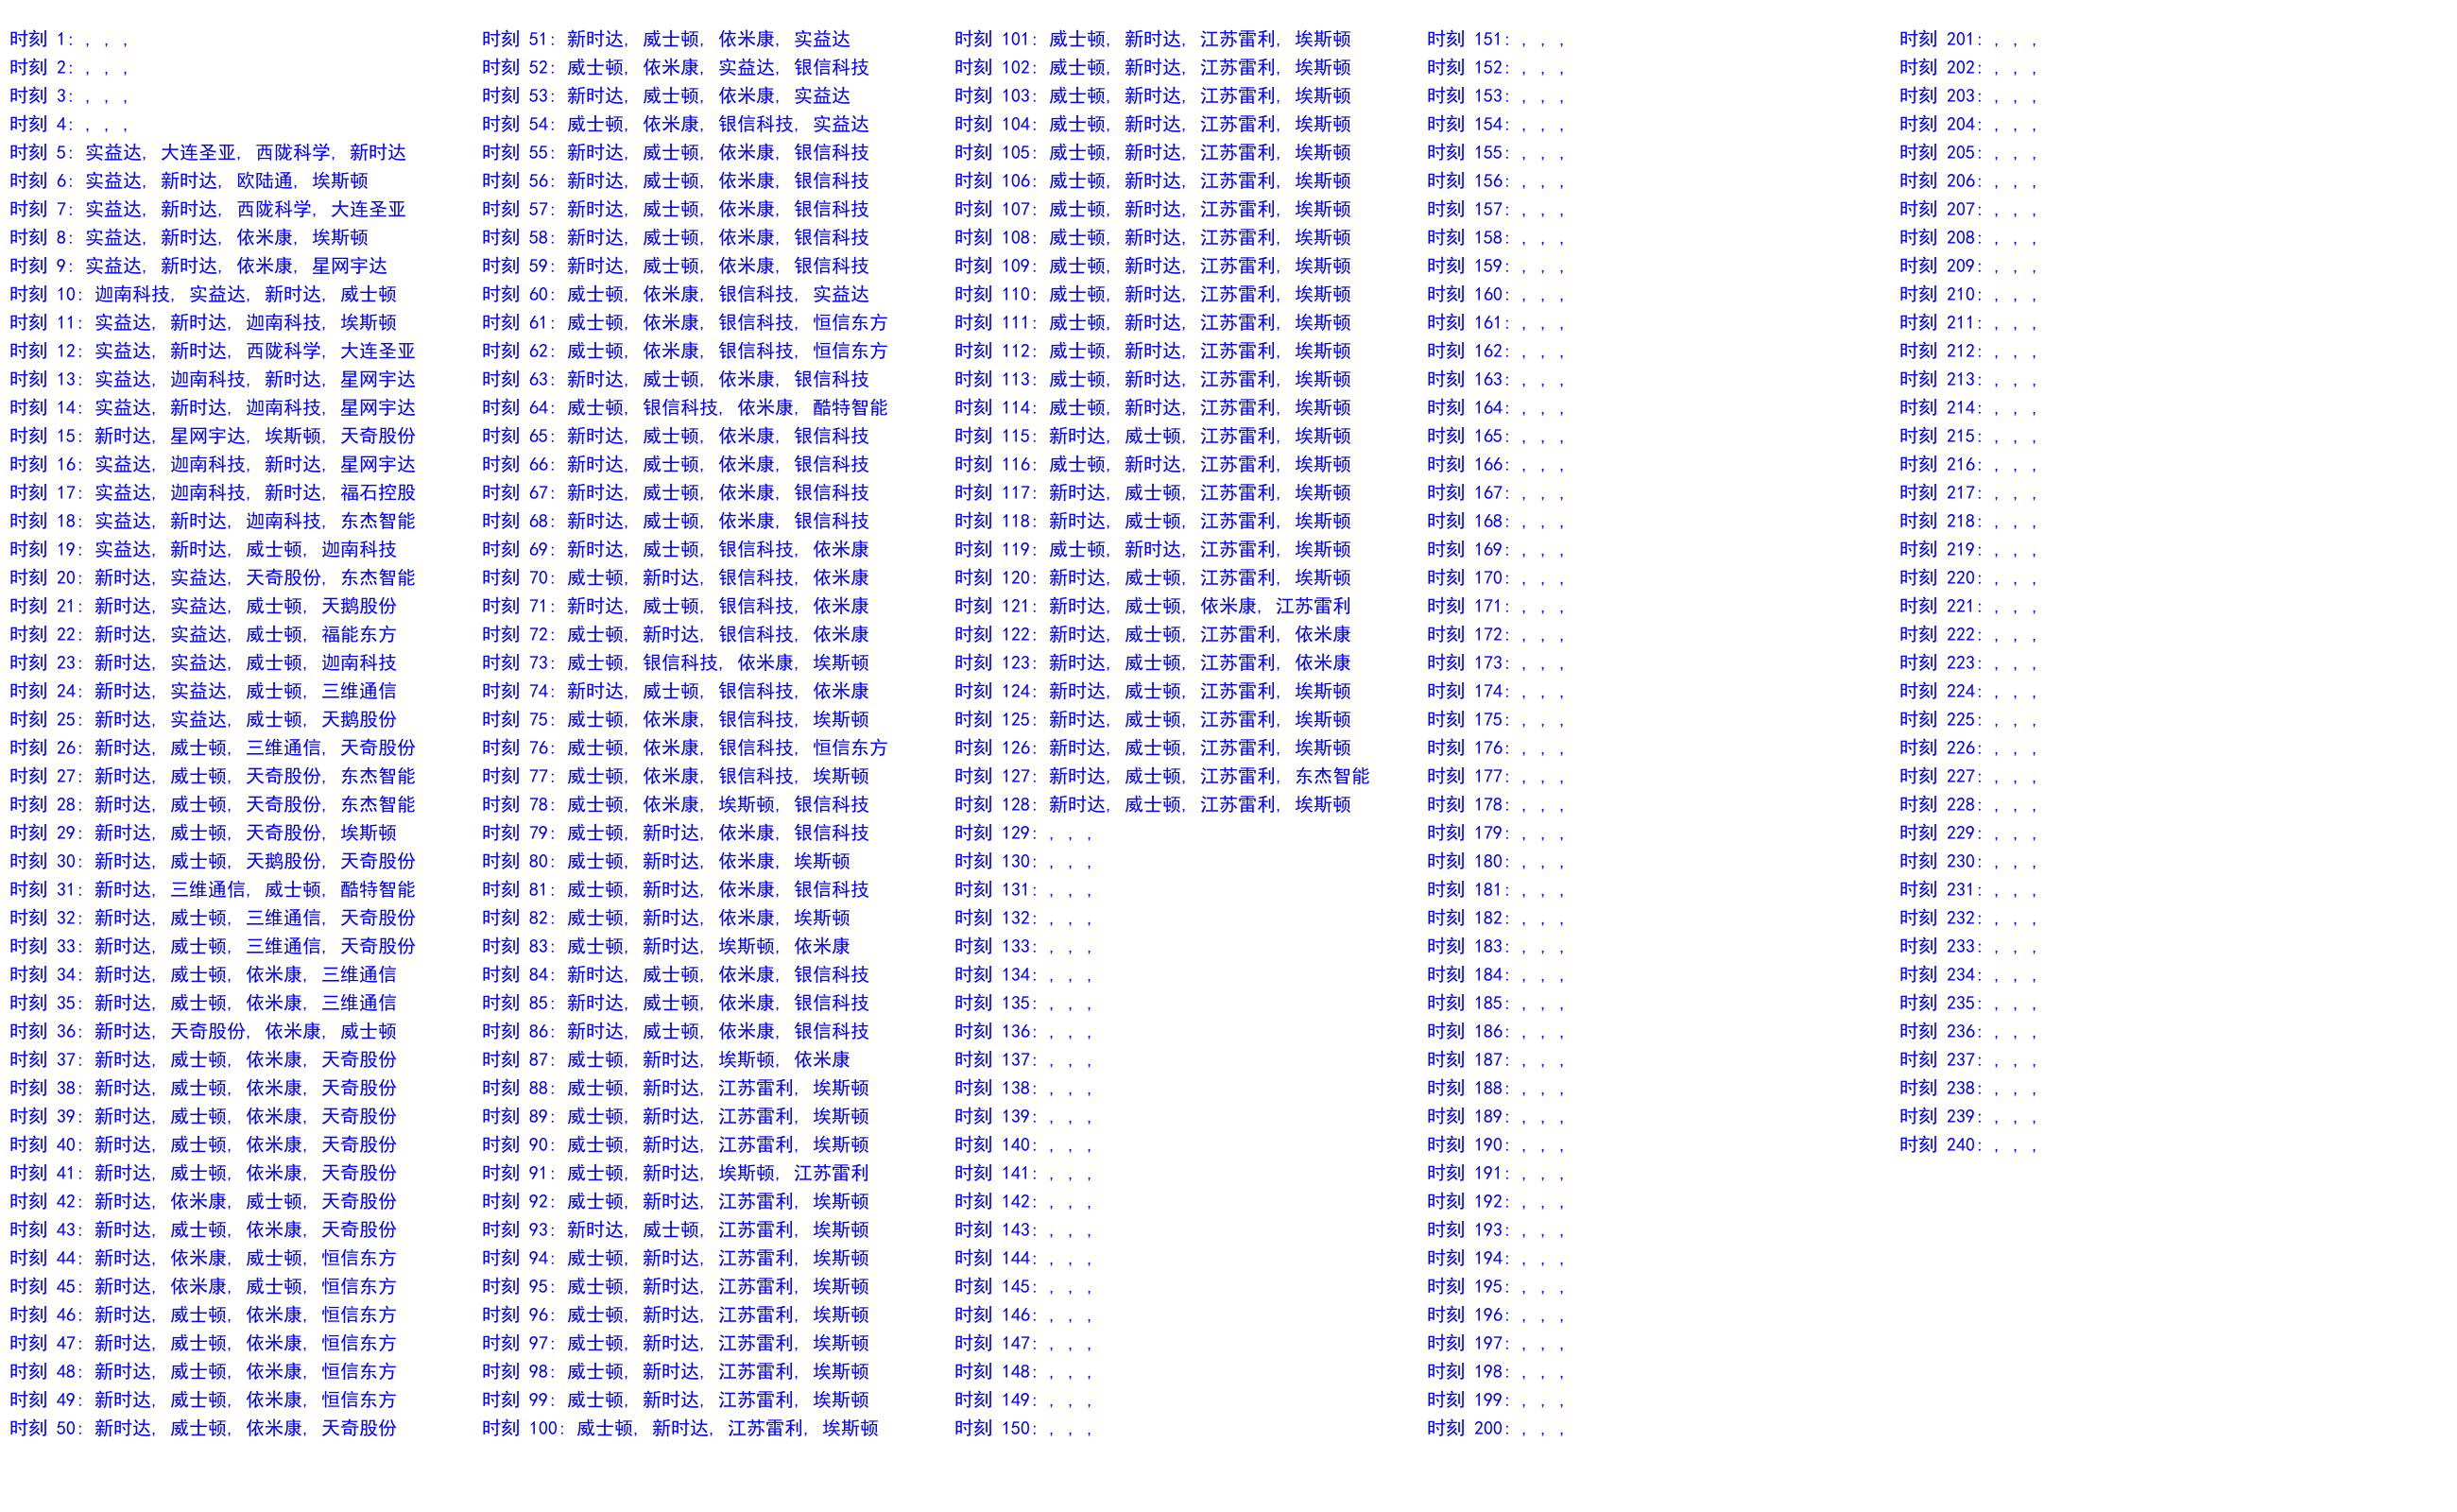 时刻 1: , , ,
时刻 2: , , ,
时刻 3: , , ,
时刻 4: , , ,
时刻 5: 实益达, 大连圣亚, 西陇科学, 新时达
时刻 6: 实益达, 新时达, 欧陆通, 埃斯顿
时刻 7: 实益达, 新时达, 西陇科学, 大连圣亚
时刻 8: 实益达, 新时达, 依米康, 埃斯顿
时刻 9: 实益达, 新时达, 依米康, 星网宇达
时刻 10: 迦南科技, 实益达, 新时达, 威士顿
时刻 11: 实益达, 新时达, 迦南科技, 埃斯顿
时刻 12: 实益达, 新时达, 西陇科学, 大连圣亚
时刻 13: 实益达, 迦南科技, 新时达, 星网宇达
时刻 14: 实益达, 新时达, 迦南科技, 星网宇达
时刻 15: 新时达, 星网宇达, 埃斯顿, 天奇股份
时刻 16: 实益达, 迦南科技, 新时达, 星网宇达
时刻 17: 实益达, 迦南科技, 新时达, 福石控股
时刻 18: 实益达, 新时达, 迦南科技, 东杰智能
时刻 19: 实益达, 新时达, 威士顿, 迦南科技
时刻 20: 新时达, 实益达, 天奇股份, 东杰智能
时刻 21: 新时达, 实益达, 威士顿, 天鹅股份
时刻 22: 新时达, 实益达, 威士顿, 福能东方
时刻 23: 新时达, 实益达, 威士顿, 迦南科技
时刻 24: 新时达, 实益达, 威士顿, 三维通信
时刻 25: 新时达, 实益达, 威士顿, 天鹅股份
时刻 26: 新时达, 威士顿, 三维通信, 天奇股份
时刻 27: 新时达, 威士顿, 天奇股份, 东杰智能
时刻 28: 新时达, 威士顿, 天奇股份, 东杰智能
时刻 29: 新时达, 威士顿, 天奇股份, 埃斯顿
时刻 30: 新时达, 威士顿, 天鹅股份, 天奇股份
时刻 31: 新时达, 三维通信, 威士顿, 酷特智能
时刻 32: 新时达, 威士顿, 三维通信, 天奇股份
时刻 33: 新时达, 威士顿, 三维通信, 天奇股份
时刻 34: 新时达, 威士顿, 依米康, 三维通信
时刻 35: 新时达, 威士顿, 依米康, 三维通信
时刻 36: 新时达, 天奇股份, 依米康, 威士顿
时刻 37: 新时达, 威士顿, 依米康, 天奇股份
时刻 38: 新时达, 威士顿, 依米康, 天奇股份
时刻 39: 新时达, 威士顿, 依米康, 天奇股份
时刻 40: 新时达, 威士顿, 依米康, 天奇股份
时刻 41: 新时达, 威士顿, 依米康, 天奇股份
时刻 42: 新时达, 依米康, 威士顿, 天奇股份
时刻 43: 新时达, 威士顿, 依米康, 天奇股份
时刻 44: 新时达, 依米康, 威士顿, 恒信东方
时刻 45: 新时达, 依米康, 威士顿, 恒信东方
时刻 46: 新时达, 威士顿, 依米康, 恒信东方
时刻 47: 新时达, 威士顿, 依米康, 恒信东方
时刻 48: 新时达, 威士顿, 依米康, 恒信东方
时刻 49: 新时达, 威士顿, 依米康, 恒信东方
时刻 50: 新时达, 威士顿, 依米康, 天奇股份
时刻 51: 新时达, 威士顿, 依米康, 实益达
时刻 52: 威士顿, 依米康, 实益达, 银信科技
时刻 53: 新时达, 威士顿, 依米康, 实益达
时刻 54: 威士顿, 依米康, 银信科技, 实益达
时刻 55: 新时达, 威士顿, 依米康, 银信科技
时刻 56: 新时达, 威士顿, 依米康, 银信科技
时刻 57: 新时达, 威士顿, 依米康, 银信科技
时刻 58: 新时达, 威士顿, 依米康, 银信科技
时刻 59: 新时达, 威士顿, 依米康, 银信科技
时刻 60: 威士顿, 依米康, 银信科技, 实益达
时刻 61: 威士顿, 依米康, 银信科技, 恒信东方
时刻 62: 威士顿, 依米康, 银信科技, 恒信东方
时刻 63: 新时达, 威士顿, 依米康, 银信科技
时刻 64: 威士顿, 银信科技, 依米康, 酷特智能
时刻 65: 新时达, 威士顿, 依米康, 银信科技
时刻 66: 新时达, 威士顿, 依米康, 银信科技
时刻 67: 新时达, 威士顿, 依米康, 银信科技
时刻 68: 新时达, 威士顿, 依米康, 银信科技
时刻 69: 新时达, 威士顿, 银信科技, 依米康
时刻 70: 威士顿, 新时达, 银信科技, 依米康
时刻 71: 新时达, 威士顿, 银信科技, 依米康
时刻 72: 威士顿, 新时达, 银信科技, 依米康
时刻 73: 威士顿, 银信科技, 依米康, 埃斯顿
时刻 74: 新时达, 威士顿, 银信科技, 依米康
时刻 75: 威士顿, 依米康, 银信科技, 埃斯顿
时刻 76: 威士顿, 依米康, 银信科技, 恒信东方
时刻 77: 威士顿, 依米康, 银信科技, 埃斯顿
时刻 78: 威士顿, 依米康, 埃斯顿, 银信科技
时刻 79: 威士顿, 新时达, 依米康, 银信科技
时刻 80: 威士顿, 新时达, 依米康, 埃斯顿
时刻 81: 威士顿, 新时达, 依米康, 银信科技
时刻 82: 威士顿, 新时达, 依米康, 埃斯顿
时刻 83: 威士顿, 新时达, 埃斯顿, 依米康
时刻 84: 新时达, 威士顿, 依米康, 银信科技
时刻 85: 新时达, 威士顿, 依米康, 银信科技
时刻 86: 新时达, 威士顿, 依米康, 银信科技
时刻 87: 威士顿, 新时达, 埃斯顿, 依米康
时刻 88: 威士顿, 新时达, 江苏雷利, 埃斯顿
时刻 89: 威士顿, 新时达, 江苏雷利, 埃斯顿
时刻 90: 威士顿, 新时达, 江苏雷利, 埃斯顿
时刻 91: 威士顿, 新时达, 埃斯顿, 江苏雷利
时刻 92: 威士顿, 新时达, 江苏雷利, 埃斯顿
时刻 93: 新时达, 威士顿, 江苏雷利, 埃斯顿
时刻 94: 威士顿, 新时达, 江苏雷利, 埃斯顿
时刻 95: 威士顿, 新时达, 江苏雷利, 埃斯顿
时刻 96: 威士顿, 新时达, 江苏雷利, 埃斯顿
时刻 97: 威士顿, 新时达, 江苏雷利, 埃斯顿
时刻 98: 威士顿, 新时达, 江苏雷利, 埃斯顿
时刻 99: 威士顿, 新时达, 江苏雷利, 埃斯顿
时刻 100: 威士顿, 新时达, 江苏雷利, 埃斯顿
时刻 101: 威士顿, 新时达, 江苏雷利, 埃斯顿
时刻 102: 威士顿, 新时达, 江苏雷利, 埃斯顿
时刻 103: 威士顿, 新时达, 江苏雷利, 埃斯顿
时刻 104: 威士顿, 新时达, 江苏雷利, 埃斯顿
时刻 105: 威士顿, 新时达, 江苏雷利, 埃斯顿
时刻 106: 威士顿, 新时达, 江苏雷利, 埃斯顿
时刻 107: 威士顿, 新时达, 江苏雷利, 埃斯顿
时刻 108: 威士顿, 新时达, 江苏雷利, 埃斯顿
时刻 109: 威士顿, 新时达, 江苏雷利, 埃斯顿
时刻 110: 威士顿, 新时达, 江苏雷利, 埃斯顿
时刻 111: 威士顿, 新时达, 江苏雷利, 埃斯顿
时刻 112: 威士顿, 新时达, 江苏雷利, 埃斯顿
时刻 113: 威士顿, 新时达, 江苏雷利, 埃斯顿
时刻 114: 威士顿, 新时达, 江苏雷利, 埃斯顿
时刻 115: 新时达, 威士顿, 江苏雷利, 埃斯顿
时刻 116: 威士顿, 新时达, 江苏雷利, 埃斯顿
时刻 117: 新时达, 威士顿, 江苏雷利, 埃斯顿
时刻 118: 新时达, 威士顿, 江苏雷利, 埃斯顿
时刻 119: 威士顿, 新时达, 江苏雷利, 埃斯顿
时刻 120: 新时达, 威士顿, 江苏雷利, 埃斯顿
时刻 121: 新时达, 威士顿, 依米康, 江苏雷利
时刻 122: 新时达, 威士顿, 江苏雷利, 依米康
时刻 123: 新时达, 威士顿, 江苏雷利, 依米康
时刻 124: 新时达, 威士顿, 江苏雷利, 埃斯顿
时刻 125: 新时达, 威士顿, 江苏雷利, 埃斯顿
时刻 126: 新时达, 威士顿, 江苏雷利, 埃斯顿
时刻 127: 新时达, 威士顿, 江苏雷利, 东杰智能
时刻 128: 新时达, 威士顿, 江苏雷利, 埃斯顿
时刻 129: , , ,
时刻 130: , , ,
时刻 131: , , ,
时刻 132: , , ,
时刻 133: , , ,
时刻 134: , , ,
时刻 135: , , ,
时刻 136: , , ,
时刻 137: , , ,
时刻 138: , , ,
时刻 139: , , ,
时刻 140: , , ,
时刻 141: , , ,
时刻 142: , , ,
时刻 143: , , ,
时刻 144: , , ,
时刻 145: , , ,
时刻 146: , , ,
时刻 147: , , ,
时刻 148: , , ,
时刻 149: , , ,
时刻 150: , , ,
时刻 151: , , ,
时刻 152: , , ,
时刻 153: , , ,
时刻 154: , , ,
时刻 155: , , ,
时刻 156: , , ,
时刻 157: , , ,
时刻 158: , , ,
时刻 159: , , ,
时刻 160: , , ,
时刻 161: , , ,
时刻 162: , , ,
时刻 163: , , ,
时刻 164: , , ,
时刻 165: , , ,
时刻 166: , , ,
时刻 167: , , ,
时刻 168: , , ,
时刻 169: , , ,
时刻 170: , , ,
时刻 171: , , ,
时刻 172: , , ,
时刻 173: , , ,
时刻 174: , , ,
时刻 175: , , ,
时刻 176: , , ,
时刻 177: , , ,
时刻 178: , , ,
时刻 179: , , ,
时刻 180: , , ,
时刻 181: , , ,
时刻 182: , , ,
时刻 183: , , ,
时刻 184: , , ,
时刻 185: , , ,
时刻 186: , , ,
时刻 187: , , ,
时刻 188: , , ,
时刻 189: , , ,
时刻 190: , , ,
时刻 191: , , ,
时刻 192: , , ,
时刻 193: , , ,
时刻 194: , , ,
时刻 195: , , ,
时刻 196: , , ,
时刻 197: , , ,
时刻 198: , , ,
时刻 199: , , ,
时刻 200: , , ,
时刻 201: , , ,
时刻 202: , , ,
时刻 203: , , ,
时刻 204: , , ,
时刻 205: , , ,
时刻 206: , , ,
时刻 207: , , ,
时刻 208: , , ,
时刻 209: , , ,
时刻 210: , , ,
时刻 211: , , ,
时刻 212: , , ,
时刻 213: , , ,
时刻 214: , , ,
时刻 215: , , ,
时刻 216: , , ,
时刻 217: , , ,
时刻 218: , , ,
时刻 219: , , ,
时刻 220: , , ,
时刻 221: , , ,
时刻 222: , , ,
时刻 223: , , ,
时刻 224: , , ,
时刻 225: , , ,
时刻 226: , , ,
时刻 227: , , ,
时刻 228: , , ,
时刻 229: , , ,
时刻 230: , , ,
时刻 231: , , ,
时刻 232: , , ,
时刻 233: , , ,
时刻 234: , , ,
时刻 235: , , ,
时刻 236: , , ,
时刻 237: , , ,
时刻 238: , , ,
时刻 239: , , ,
时刻 240: , , ,